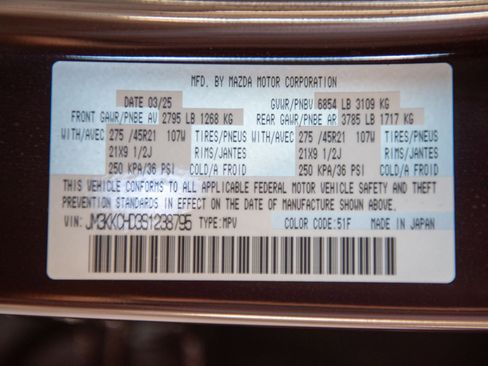 MFD. BY MAZDA MOTOR CORPORATION
DATE 03/25 GVWR/PNBV 6854 LB 3109 KG
FRONT GAWR/PNBE AV 2795 LB 1268 KG REAR GAWR/PNBE AR 3785 LB 1717 KG
WITH/AVEC 275 /45R21 107W TIRES/PNEUS WITH/AVEC 275 /45R21 107W TIRES/PNEUS
21X9 1/2J RIMS/JANTES 21X9 1/2J RIMS/JANTES
250 KPA/36 PSI COLD/A FROID 250 KPA/36 PSI COLD/A FROID
THIS VEHICLE CONFORMS TO ALL APPLICABLE FEDERAL MOTOR VEHICLE SAFETY AND THEFT
PREVENTION STANDARDS IN EFFECT ON THE DATE OF MANUFACTURE SHOWN ABOVE.
VIN: JM3KKCHD3S1238795 TYPE: MPV COLOR CODE: 51F MADE IN JAPAN